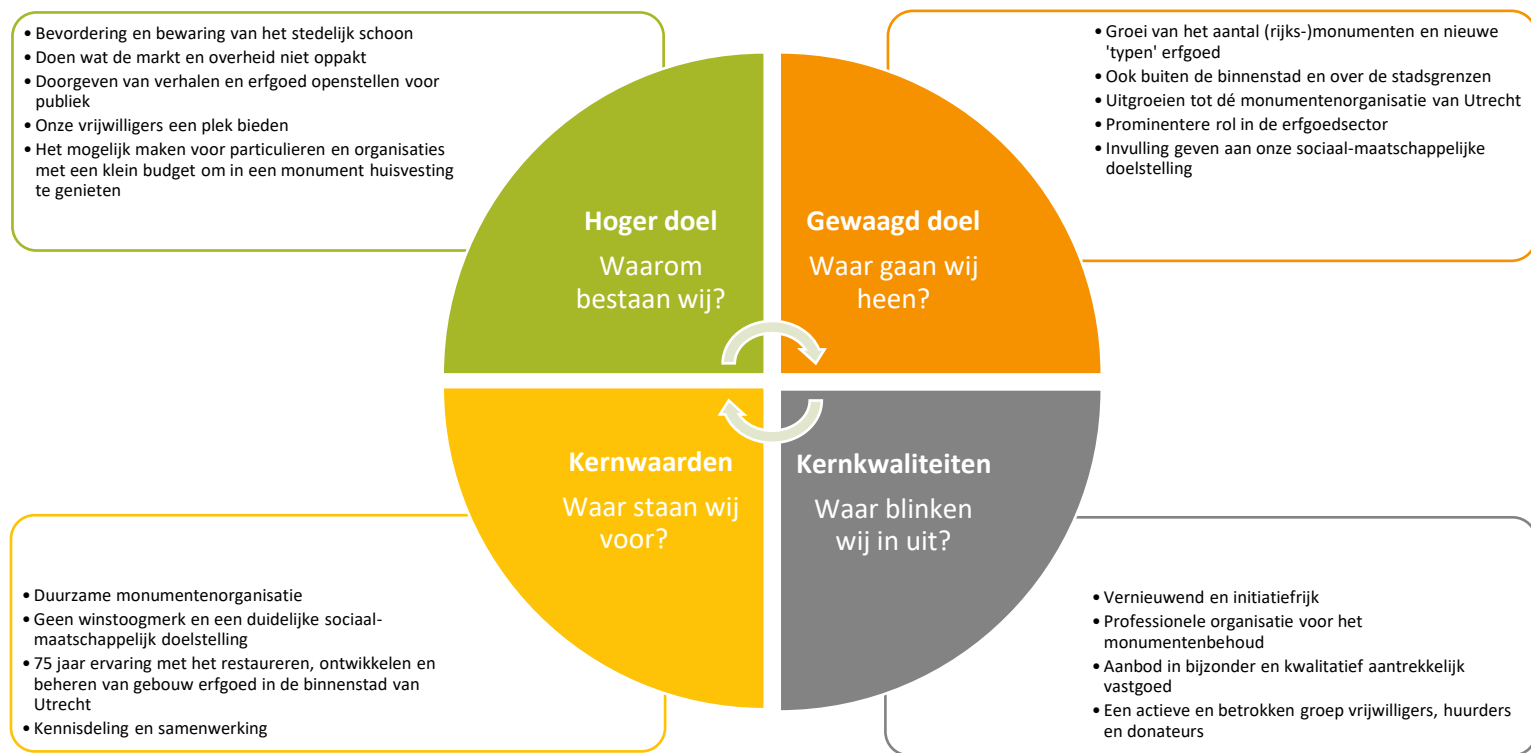 • Bevordering en bewaring van het stedelijk schoon
• Doen wat de markt en overheid niet oppakt
• Doorgeven van verhalen en erfgoed openstellen voor
publiek
• Onze vrijwilligers een plek bieden
• Het mogelijk maken voor particulieren en organisaties
met een klein budget om in een monument huisvesting
te genieten
• Groei van het aantal (rijks-)monumenten en nieuwe
'typen' erfgoed
• Ook buiten de binnenstad en over de stadsgrenzen
• Uitgroeien tot dé monumentenorganisatie van Utrecht
• Prominentere rol in de erfgoedsector
• Invulling geven aan onze sociaal-maatschappelijke
doelstelling
Hoger doel
Waarom
bestaan wij?
Gewaagd doel
Waar gaan wij
heen?
Kernwaarden
Waar staan wij
voor?
Kernkwaliteiten
Waar blinken
wij in uit?
• Duurzame monumentenorganisatie
• Geen winstoogmerk en een duidelijke sociaal-
maatschappelijk doelstelling
• 75 jaar ervaring met het restaureren, ontwikkelen en
beheren van gebouw erfgoed in de binnenstad van
Utrecht
• Kennisdeling en samenwerking
• Vernieuwend en initiatiefrijk
• Professionele organisatie voor het
monumentenbehoud
• Aanbod in bijzonder en kwalitatief aantrekkelijk
vastgoed
• Een actieve en betrokken groep vrijwilligers, huurders
en donateurs